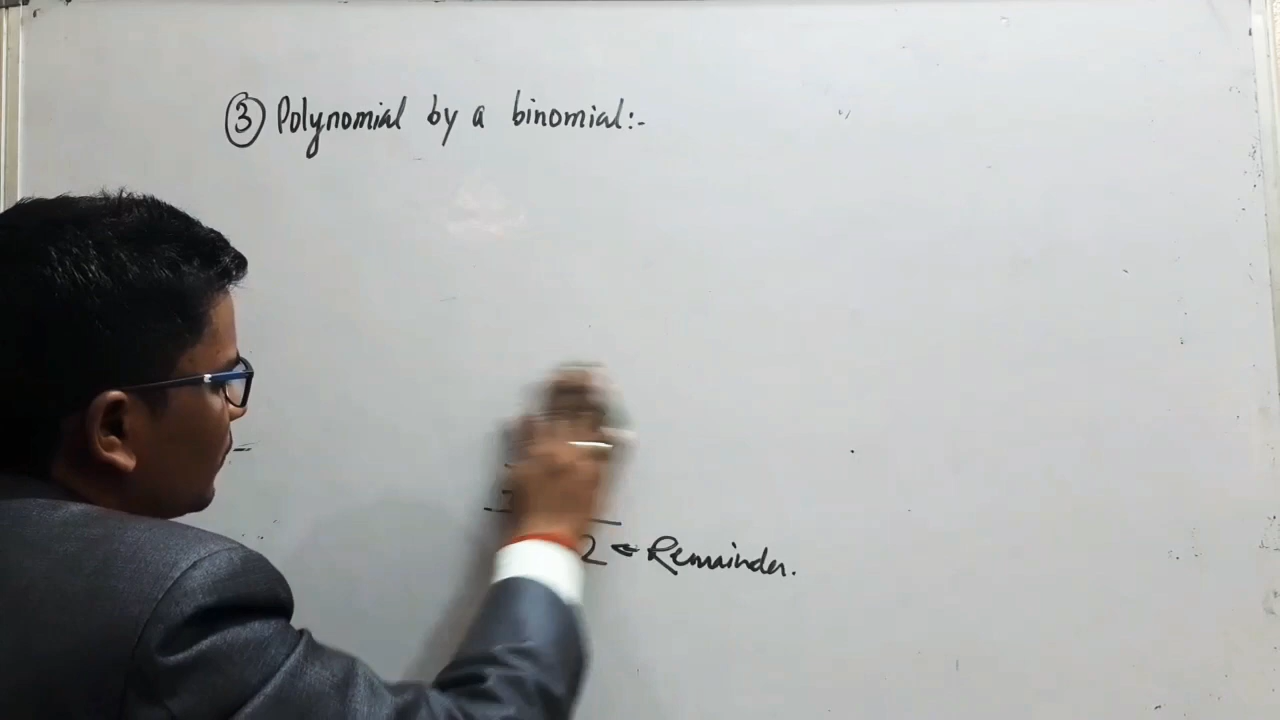 ③ Polynomial by a binomial:-
2 ← Remainder.